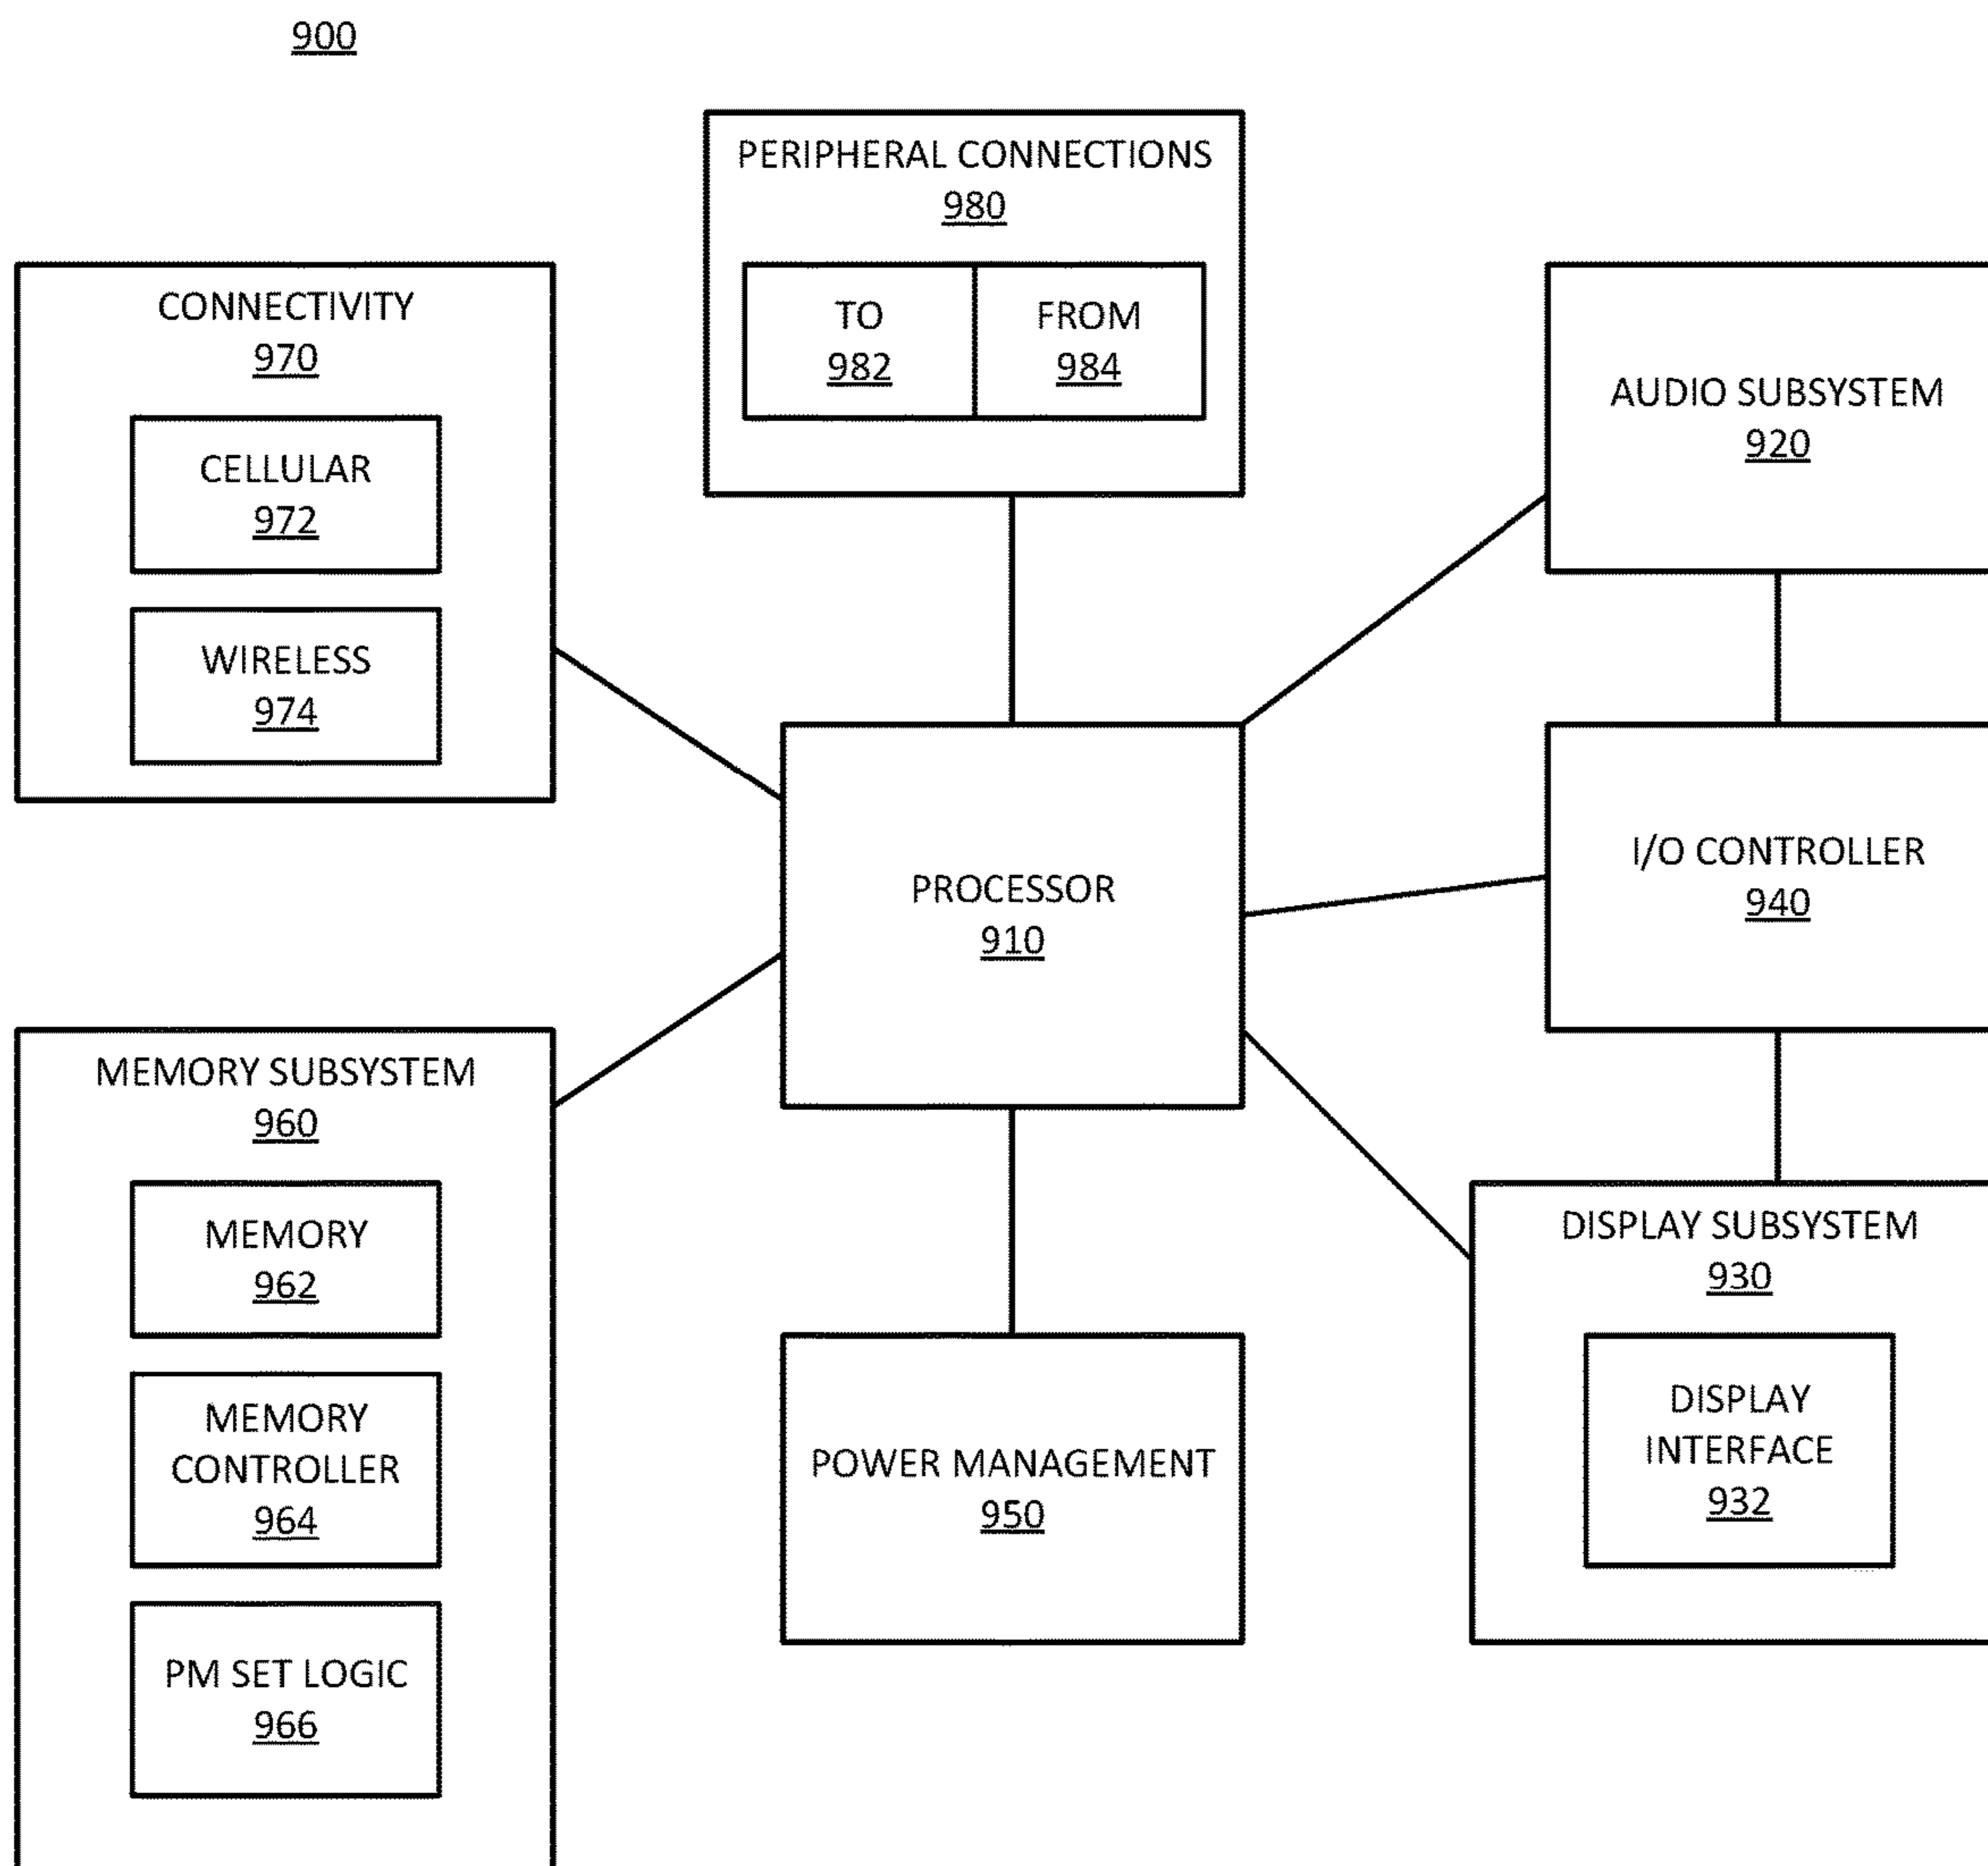 900
PERIPHERAL CONNECTIONS
980
TO
982
FROM
984
CONNECTIVITY
970
CELLULAR
972
WIRELESS
974
AUDIO SUBSYSTEM
920
PROCESSOR
910
I/O CONTROLLER
940
MEMORY SUBSYSTEM
960
MEMORY
962
MEMORY
CONTROLLER
964
PM SET LOGIC
966
POWER MANAGEMENT
950
DISPLAY SUBSYSTEM
930
DISPLAY
INTERFACE
932